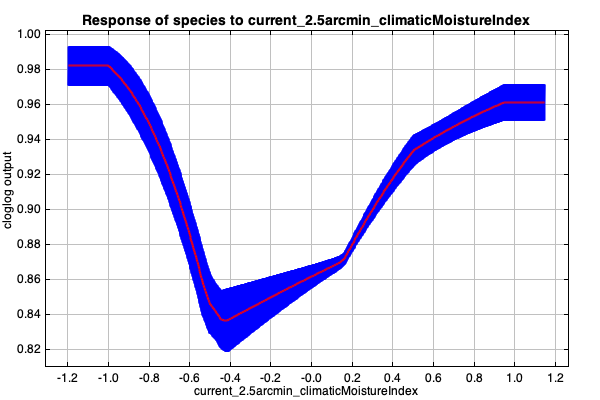 Response of species to current_2.5arcmin_climaticMoistureIndex
1.00
0.98
0.96
0.94
0.92
0.90
0.88
0.86
0.84
0.82
cloglog output
-1.2 -1.0 -0.8 -0.6 -0.4 -0.2 -0.0 0.2 0.4 0.6 0.8 1.0 1.2
current_2.5arcmin_climaticMoistureIndex